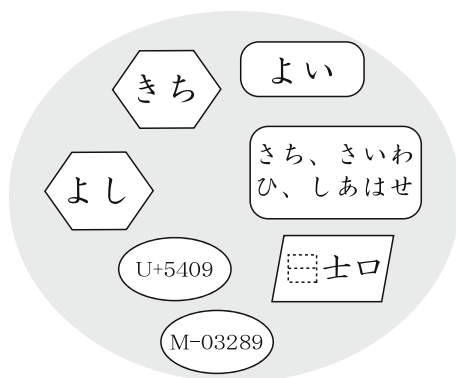 きち
よい
さち、さいわ
ひ、しあはせ
よし
U+5409
⿱士口
M-03289